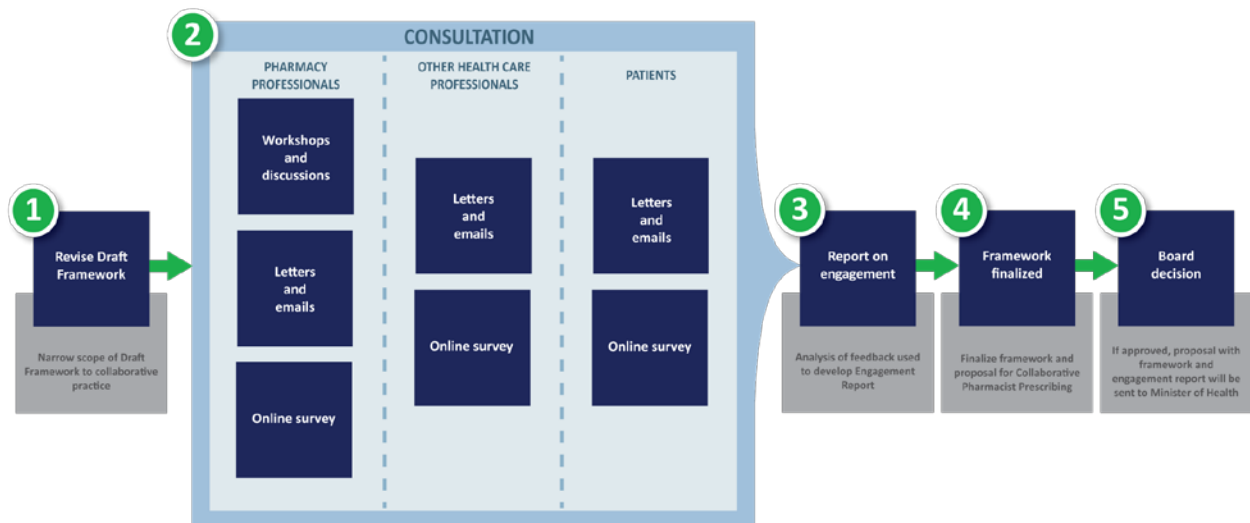 1
Revise Draft
Framework
Narrow scope of Draft
Framework to collaborative
practice
2
CONSULTATION
PHARMACY
PROFESSIONALS
Workshops
and
discussions
Letters
and
emails
Online survey
OTHER HEALTH CARE
PROFESSIONALS
Letters
and
emails
Online survey
PATIENTS
Letters
and
emails
Online survey
3
Report on
engagement
Analysis of feedback used
to develop Engagement
Report
4
Framework
finalized
Finalize framework and
proposal for Collaborative
Pharmacist Prescribing
5
Board
decision
If approved, proposal with
framework and
engagement report will be
sent to Minister of Health